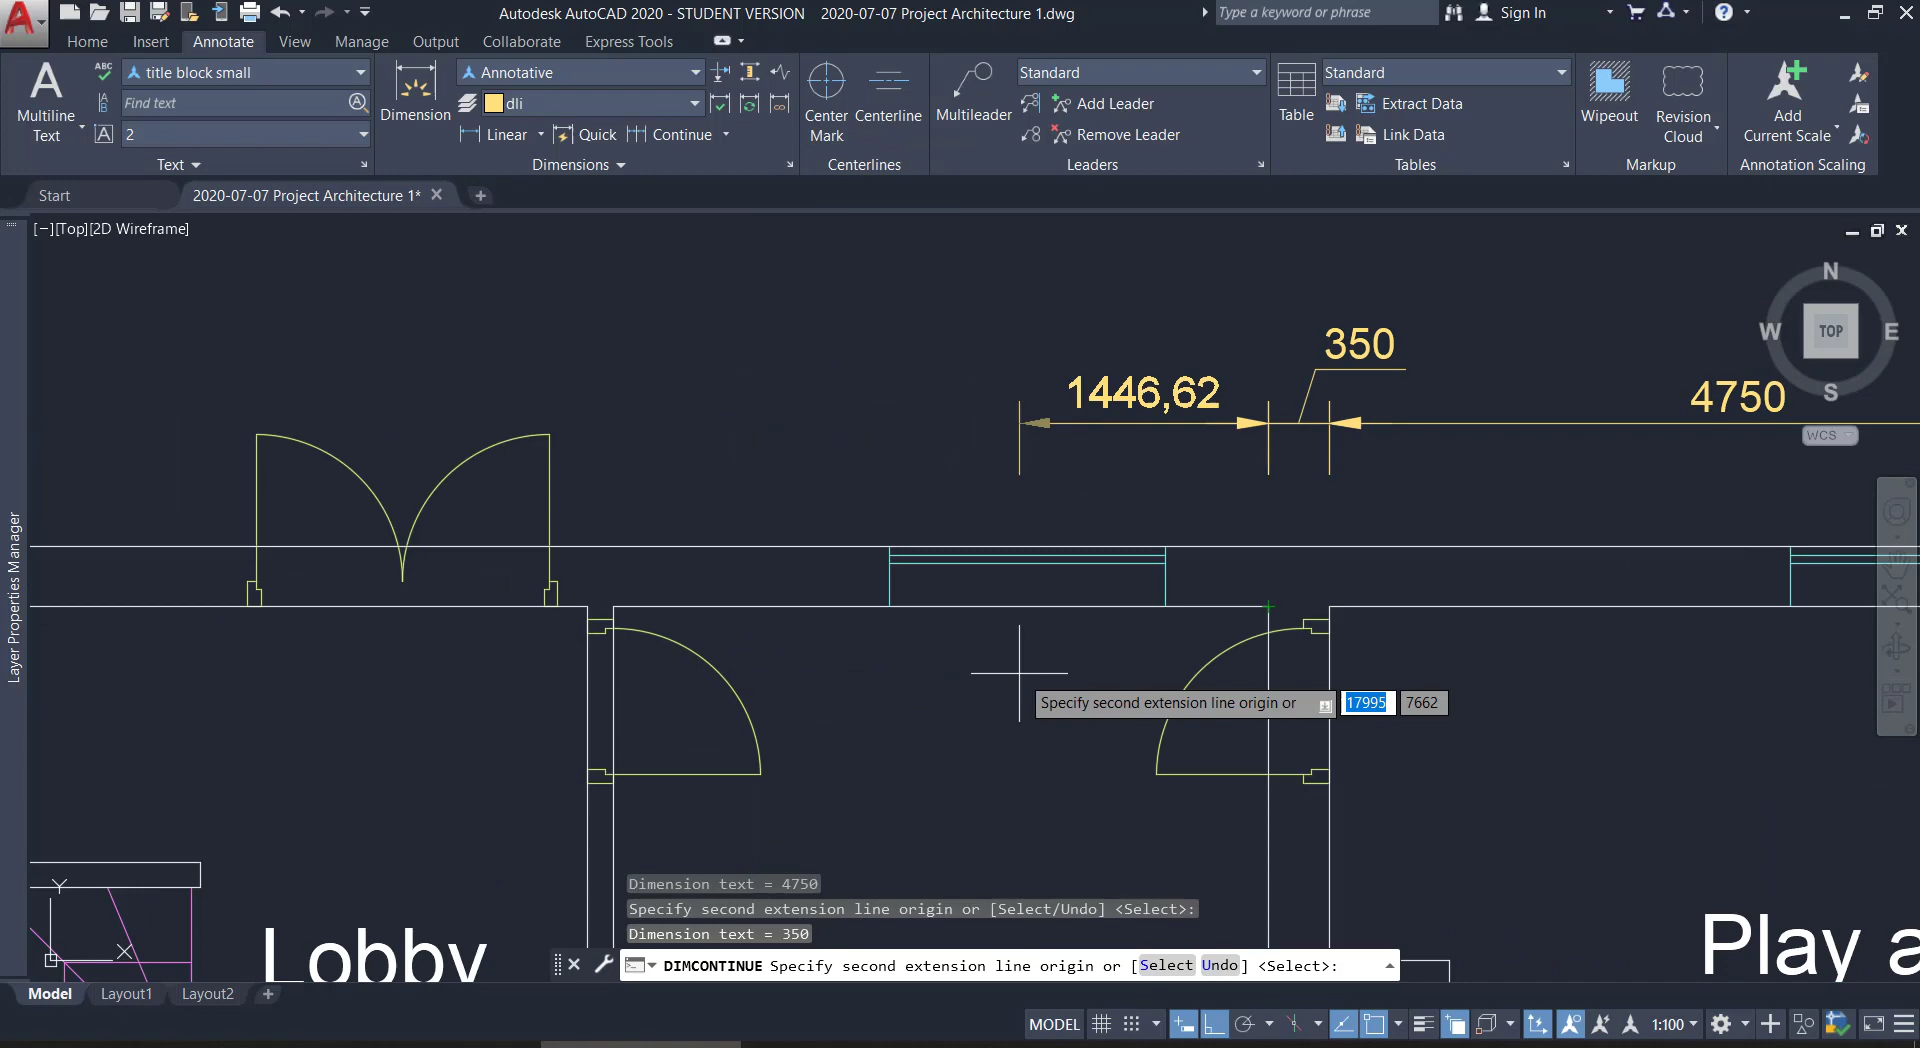 Autodesk AutoCAD 2020 - STUDENT VERSION 2020-07-07 Project Architecture 1.dwg
Type a keyword or phrase
Sign In
Home Insert Annotate View Manage Output Collaborate Express Tools
Multiline Text
title block small
Find text
2
Text
Dimension
Annotative
dli
Linear Quick Continue
Dimensions
Center Mark
Centerline
Centerlines
Multileader
Standard
Add Leader
Remove Leader
Leaders
Table
Standard
Extract Data
Link Data
Tables
Wipeout
Revision Cloud
Markup
Add Current Scale
Annotation Scaling
Start
2020-07-07 Project Architecture 1*
[−][Top][2D Wireframe]
N
W TOP E
S
WCS
350
1446,62
4750
Layer Properties Manager
Specify second extension line origin or 17995 7662
Y
X
Lobby
Play a
Dimension text = 4750
Specify second extension line origin or [Select/Undo] <Select>:
Dimension text = 350
DIMCONTINUE Specify second extension line origin or [Select Undo] <Select>:
Model Layout1 Layout2
MODEL
1:100